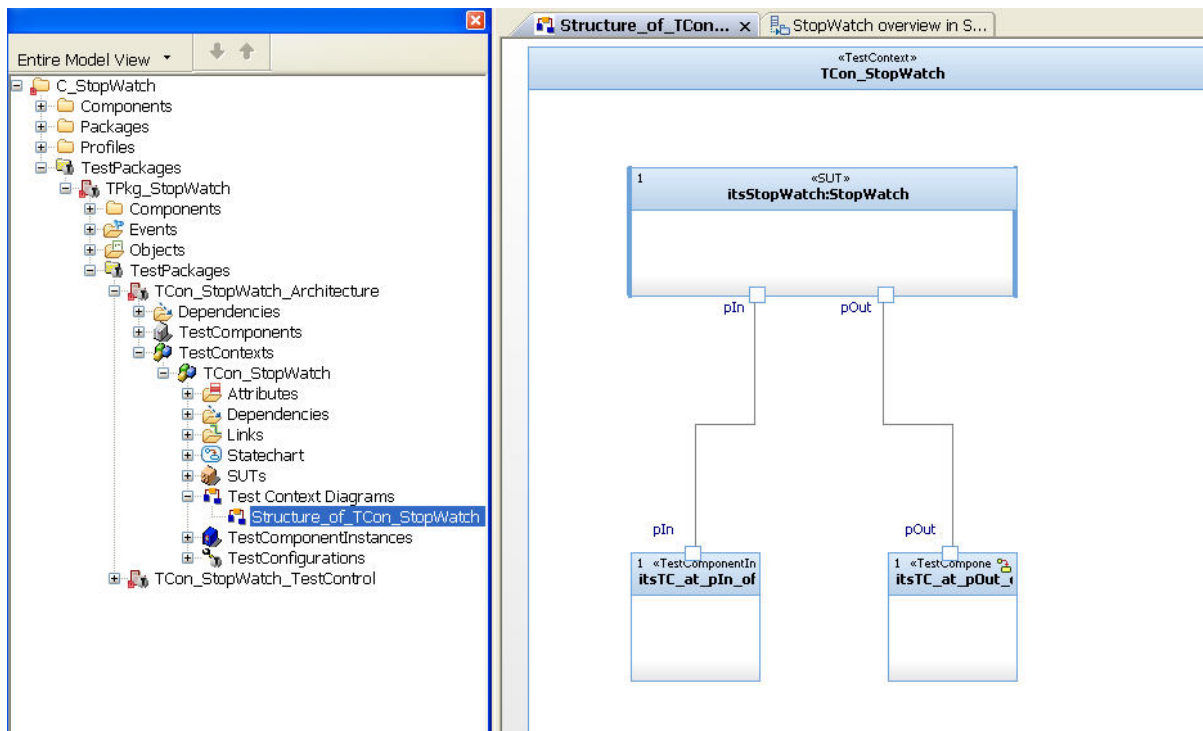 Entire Model View
C_StopWatch
Components
Packages
Profiles
TestPackages
TPkg_StopWatch
Components
Events
Objects
TestPackages
TCon_StopWatch_Architecture
Dependencies
TestComponents
TestContexts
TCon_StopWatch
Attributes
Dependencies
Links
Statechart
SUTs
Test Context Diagrams
Structure_of_TCon_StopWatch
TestComponentInstances
TestConfigurations
TCon_StopWatch_TestControl
Structure_of_TCon... x
StopWatch overview in S...
«TestContext»
TCon_StopWatch
1 «SUT»
itsStopWatch:StopWatch
pIn pOut
pIn pOut
1 «TestComponentIn
itsTC_at_pIn_of
1 «TestCompone
itsTC_at_pOut_